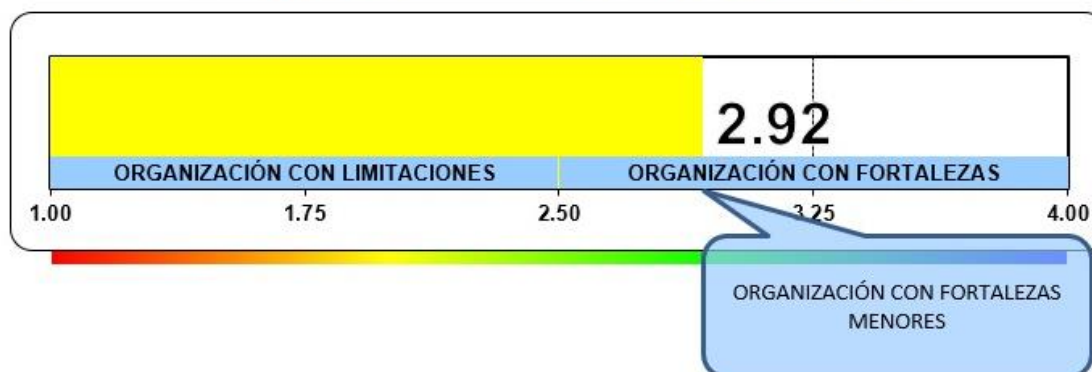 2.92
ORGANIZACIÓN CON LIMITACIONES ORGANIZACIÓN CON FORTALEZAS
1.00 1.75 2.50 3.25 4.00
ORGANIZACIÓN CON FORTALEZAS
MENORES